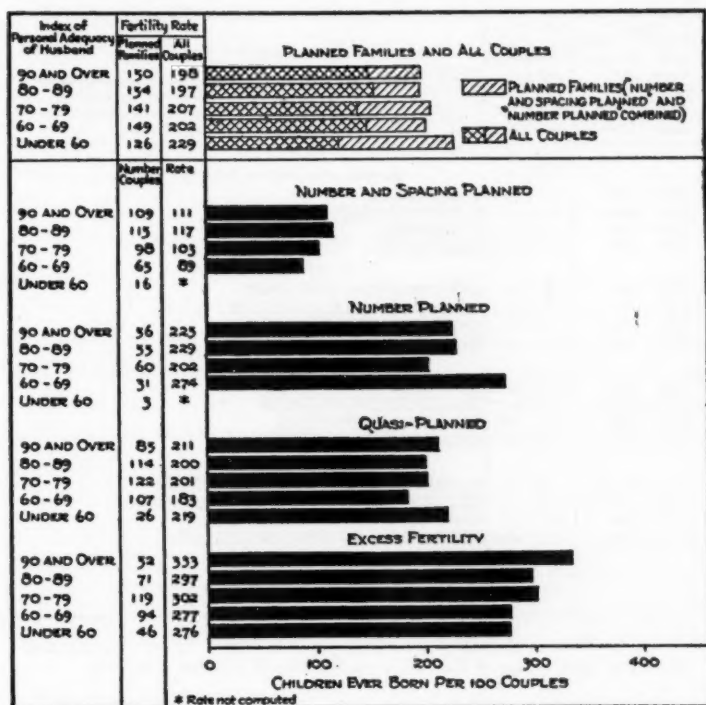 Index of Personal Adequacy of Husband
Fertility Rate
Planned Families
All Couples
Planned Families and All Couples
90 and Over 150 198
80-89 154 197
70-79 141 207
60-69 149 202
Under 60 126 229
Planned Families ("Number
and Spacing Planned" and
"Number Planned Combined)
All Couples
Number Couples
Rate
Number and Spacing Planned
90 and Over 109 111
80-89 113 117
70-79 98 103
60-69 65 89
Under 60 16 *
Number Planned
90 and Over 56 223
80-89 55 229
70-79 60 202
60-69 31 274
Under 60 3 *
Quasi-Planned
90 and Over 85 211
80-89 114 200
70-79 122 201
60-69 107 183
Under 60 26 219
Excess Fertility
90 and Over 52 333
80-89 71 297
70-79 119 302
60-69 94 277
Under 60 46 276
0 100 200 300 400
Children Ever Born Per 100 Couples
* Rate not computed